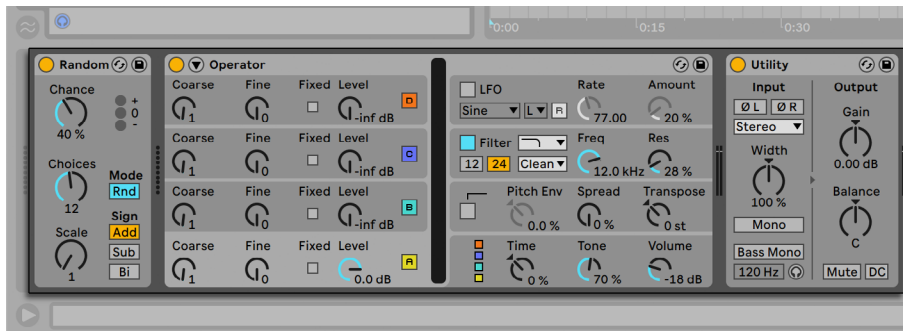 0:00
0:15
0:30
Random
Chance
40 %
+
0
-
Choices
12
Mode
Rnd
Scale
1
Sign
Add
Sub
Bi
Operator
Coarse Fine Fixed Level
1 0 -inf dB D
Coarse Fine Fixed Level
1 0 -inf dB C
Coarse Fine Fixed Level
1 0 -inf dB B
Coarse Fine Fixed Level
1 0 0.0 dB A
LFO Rate Amount
Sine L R 77.00 20 %
Filter Freq Res
12 24 Clean 12.0 kHz 28 %
Pitch Env Spread Transpose
0.0 % 0 % 0 st
Time Tone Volume
0 % 70 % -18 dB
Utility
Input
Ø L Ø R
Stereo
Width
100 %
Mono
Bass Mono
120 Hz
Output
Gain
0.00 dB
Balance
C
Mute DC